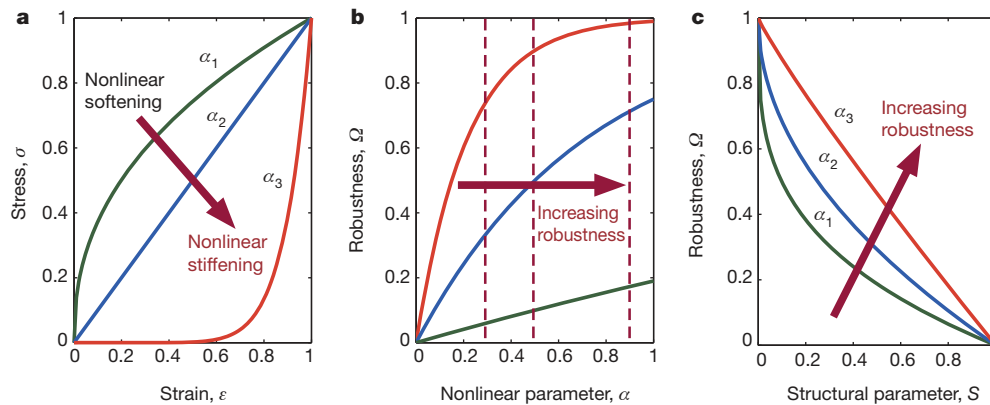 a
Stress, σ
1
0.8
0.6
0.4
0.2
0
0.2
0.4
0.6
0.8
1
Strain, ε
α1
α2
α3
Nonlinear
softening
Nonlinear
stiffening
b
Robustness, Ω
1
0.8
0.6
0.4
0.2
0
0
0.2
0.4
0.6
0.8
1
Nonlinear parameter, α
Increasing
robustness
c
Robustness, Ω
1
0.8
0.6
0.4
0.2
0
0
0.2
0.4
0.6
0.8
Structural parameter, S
α1
α2
α3
Increasing
robustness